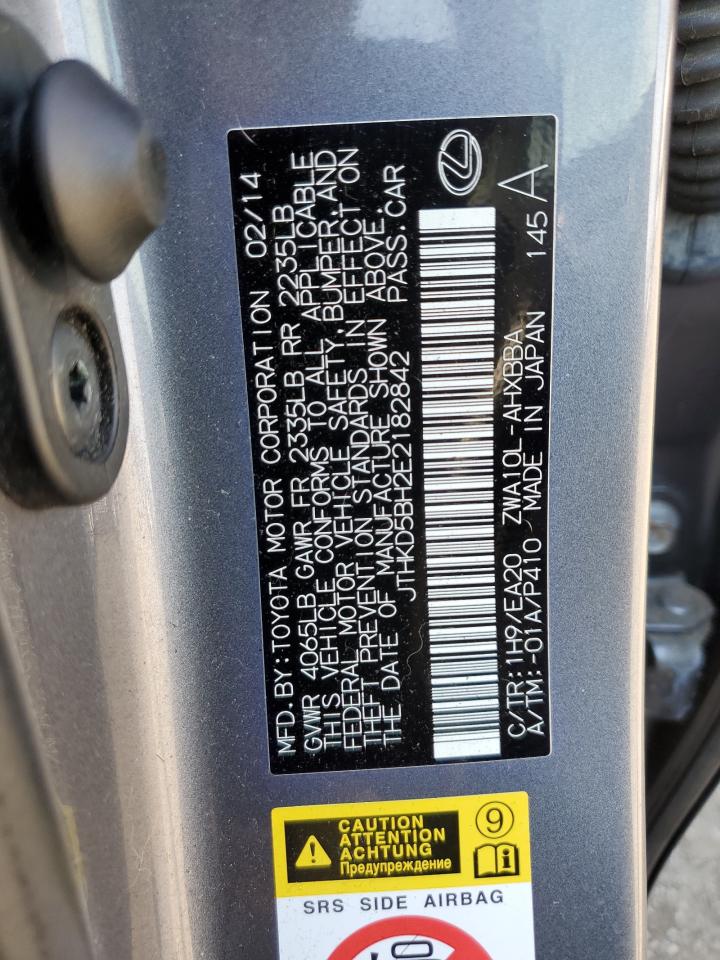 MFD. BY: TOYOTA MOTOR CORPORATION 02/14
GVWR 4065LB GAWR FR 2335LB RR 2235LB
THIS VEHICLE CONFORMS TO ALL APPLICABLE
FEDERAL MOTOR VEHICLE SAFETY, BUMPER, AND
THEFT PREVENTION STANDARDS IN EFFECT ON
THE DATE OF MANUFACTURE SHOWN ABOVE.
JTHKD5BH2E2182842 PASS. CAR
C/TR: 1H9/EA20 ZWA10L-AHXBBA
A/TM: -01A/P410 MADE IN JAPAN 145 A
CAUTION
ATTENTION
ACHTUNG
Предупреждение
9
SRS SIDE AIRBAG